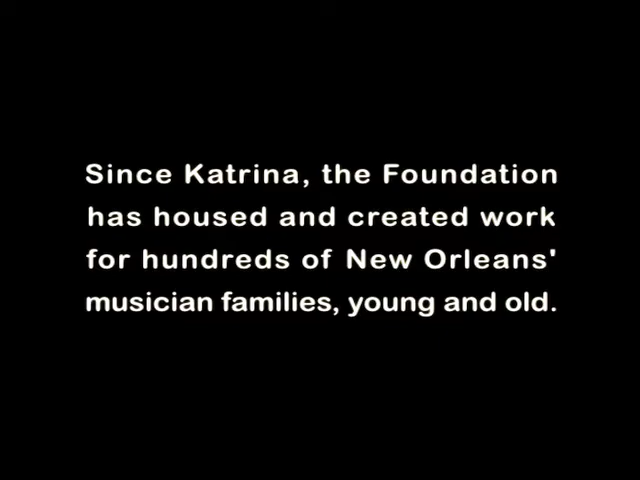 Since Katrina, the Foundation
has housed and created work
for hundreds of New Orleans'
musician families, young and old.